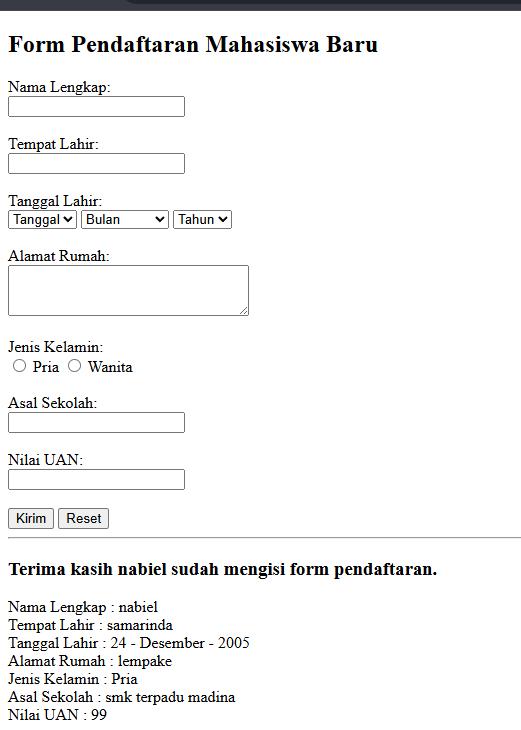 Form Pendaftaran Mahasiswa Baru
Nama Lengkap:
Tempat Lahir:
Tanggal Lahir:
Tanggal Bulan Tahun
Alamat Rumah:
Jenis Kelamin:
Pria Wanita
Asal Sekolah:
Nilai UAN:
Kirim Reset
Terima kasih nabiel sudah mengisi form pendaftaran.
Nama Lengkap : nabiel
Tempat Lahir : samarinda
Tanggal Lahir : 24 - Desember - 2005
Alamat Rumah : lempake
Jenis Kelamin : Pria
Asal Sekolah : smk terpadu madina
Nilai UAN : 99